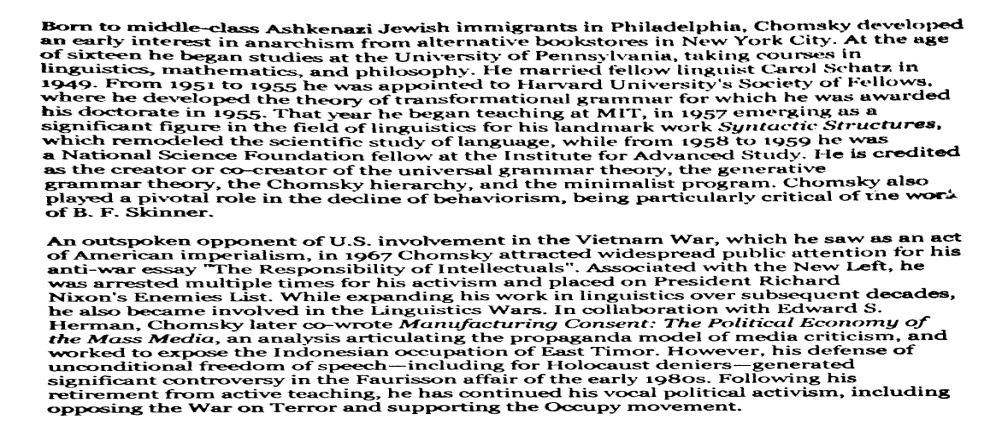 Born to middle-class Ashkenazi Jewish immigrants in Philadelphia, Chomsky developed
an early interest in anarchism from alternative bookstores in New York City. At the age
of sixteen he began studies at the University of Pennsylvania, taking courses in
linguistics, mathematics, and philosophy. He married fellow linguist Carol Schatz in
1949. From 1951 to 1955 he was appointed to Harvard University's Society of Fellows,
where he developed the theory of transformational grammar for which he was awarded
his doctorate in 1955. That year he began teaching at MIT, in 1957 emerging as a
significant figure in the field of linguistics for his landmark work Syntactic Structures,
which remodeled the scientific study of language, while from 1958 to 1959 he was
a National Science Foundation fellow at the Institute for Advanced Study. He is credited
as the creator or co-creator of the universal grammar theory, the generative
grammar theory, the Chomsky hierarchy, and the minimalist program. Chomsky also
played a pivotal role in the decline of behaviorism, being particularly critical of the work
of B. F. Skinner.
An outspoken opponent of U.S. involvement in the Vietnam War, which he saw as an act
of American imperialism, in 1967 Chomsky attracted widespread public attention for his
anti-war essay "The Responsibility of Intellectuals". Associated with the New Left, he
was arrested multiple times for his activism and placed on President Richard
Nixon's Enemies List. While expanding his work in linguistics over subsequent decades,
he also became involved in the Linguistics Wars. In collaboration with Edward S.
Herman, Chomsky later co-wrote Manufacturing Consent: The Political Economy of
the Mass Media, an analysis articulating the propaganda model of media criticism, and
worked to expose the Indonesian occupation of East Timor. However, his defense of
unconditional freedom of speech—including for Holocaust deniers—generated
significant controversy in the Faurisson affair of the early 1980s. Following his
retirement from active teaching, he has continued his vocal political activism, including
opposing the War on Terror and supporting the Occupy movement.